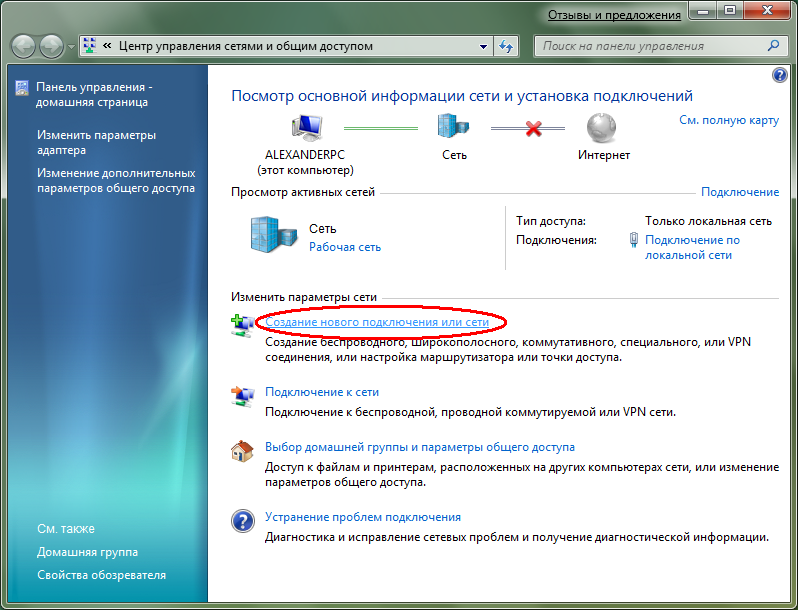 Отзывы и предложения
« Центр управления сетями и общим доступом
Поиск на панели управления
Панель управления -
домашняя страница
Изменить параметры
адаптера
Изменение дополнительных
параметров общего доступа
См. также
Домашняя группа
Свойства обозревателя
Посмотр основной информации сети и установка подключений
ALEXANDERPC
(этот компьютер)
Сеть
Интернет
См. полную карту
Просмотр активных сетей
Подключение
Сеть
Рабочая сеть
Тип доступа: Только локальная сеть
Подключения: Подключение по
локальной сети
Изменить параметры сети
Создание нового подключения или сети
Создание беспроводного, широкополосного, коммутативного, специального, или VPN
соединения, или настройка маршрутизатора или точки доступа.
Подключение к сети
Подключение к беспроводной, проводной коммутируемой или VPN сети.
Выбор домашней группы и параметры общего доступа
Доступ к файлам и принтерам, расположенных на других компьютерах сети, или изменение
параметров общего доступа.
Устранение проблем подключения
Диагностика и исправление сетевых проблем и получение диагностической информации.